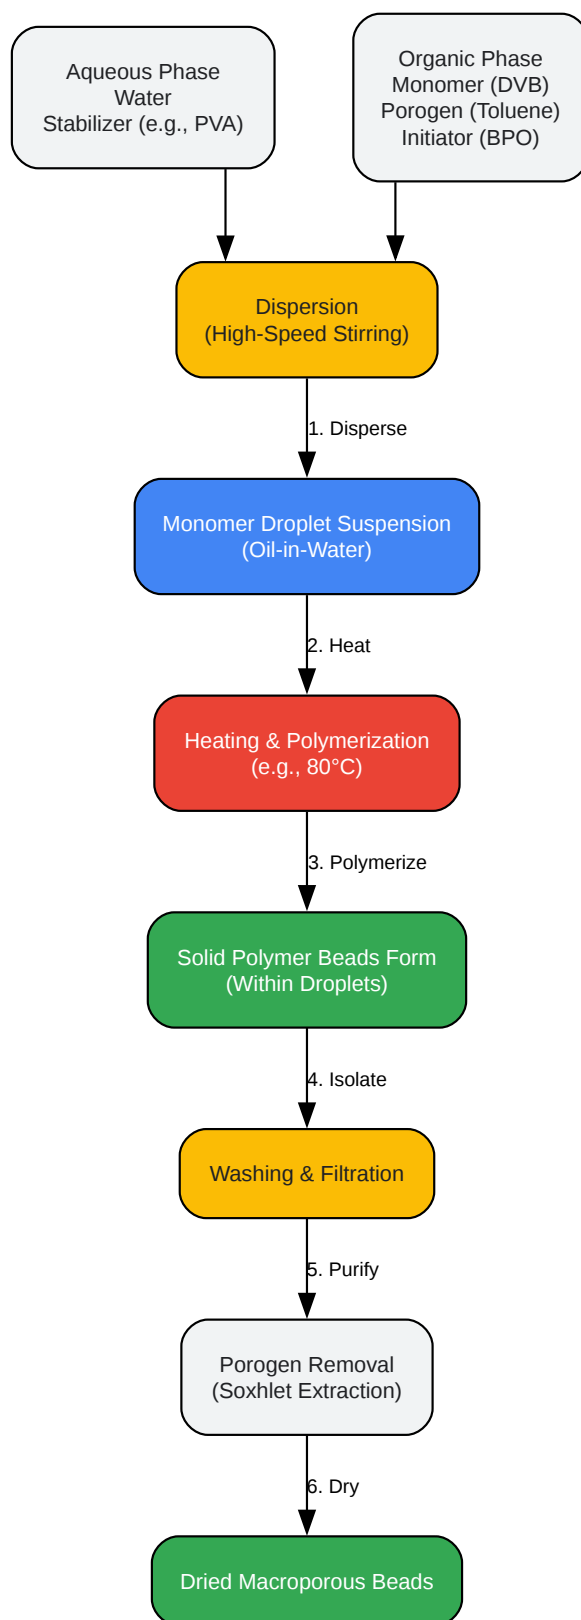 Aqueous Phase
Water
Stabilizer (e.g., PVA)
Organic Phase
Monomer (DVB)
Porogen (Toluene)
Initiator (BPO)
Dispersion
(High-Speed Stirring)
1. Disperse
Monomer Droplet Suspension
(Oil-in-Water)
2. Heat
Heating & Polymerization
(e.g., 80°C)
3. Polymerize
Solid Polymer Beads Form
(Within Droplets)
4. Isolate
Washing & Filtration
5. Purify
Porogen Removal
(Soxhlet Extraction)
6. Dry
Dried Macroporous Beads